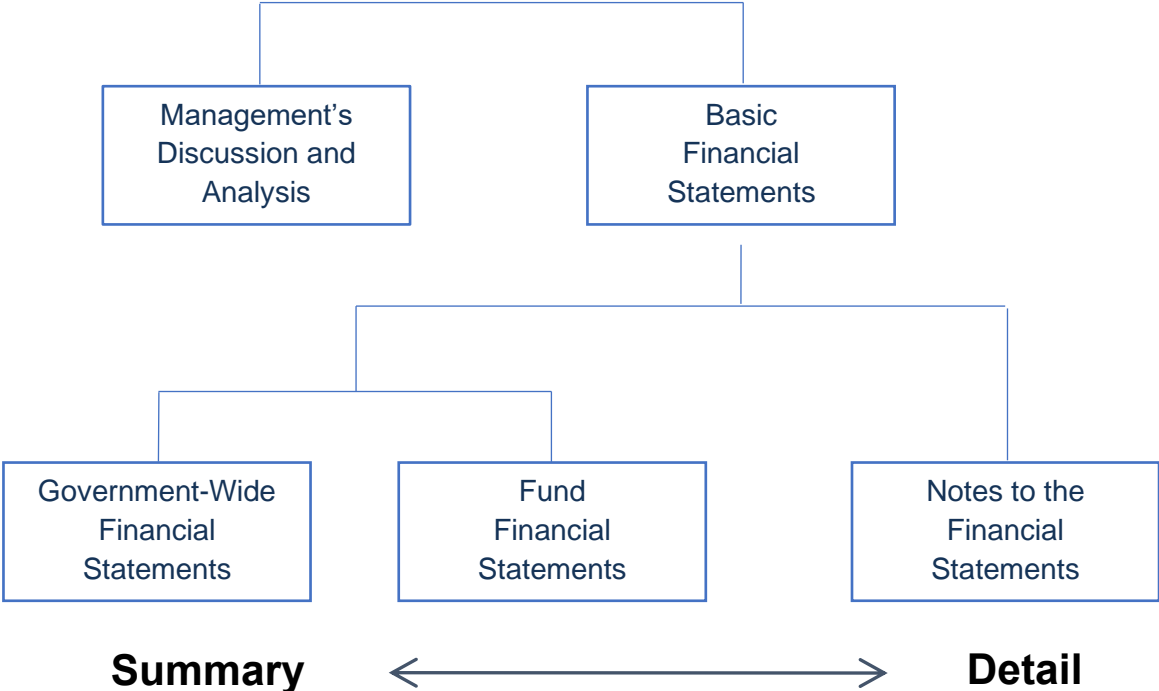 Management’s
Discussion and
Analysis
Basic
Financial
Statements
Government-Wide
Financial
Statements
Fund
Financial
Statements
Notes to the
Financial
Statements
Summary
Detail